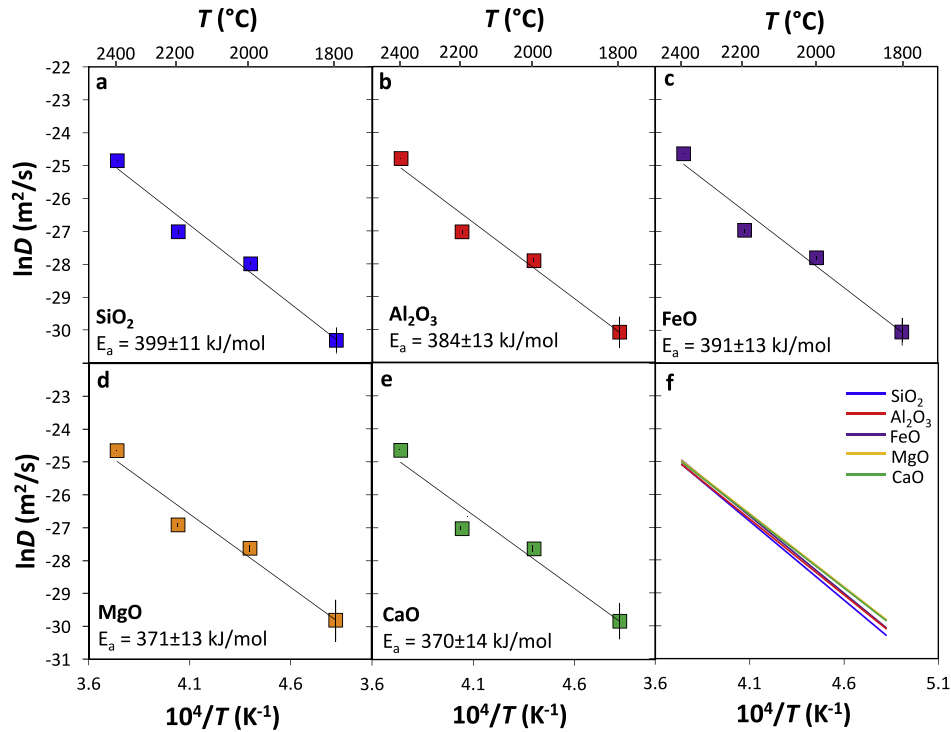 T (°C) T (°C) T (°C)
2400 2200 2000 1800 2400 2200 2000 1800 2400 2200 2000 1800
-22
-23
-24
-25
-26
-27
-28
-29
-30
lnD (m²/s)
a
SiO₂
Eₐ = 399±11 kJ/mol
b
Al₂O₃
Eₐ = 384±13 kJ/mol
c
FeO
Eₐ = 391±13 kJ/mol
-23
-24
-25
-26
-27
-28
-29
-30
-31
lnD (m²/s)
d
MgO
Eₐ = 371±13 kJ/mol
e
CaO
Eₐ = 370±14 kJ/mol
f
SiO₂
Al₂O₃
FeO
MgO
CaO
3.6 4.1 4.6 3.6 4.1 4.6 3.6 4.1 4.6 5.1
10⁴/T (K⁻¹) 10⁴/T (K⁻¹) 10⁴/T (K⁻¹)